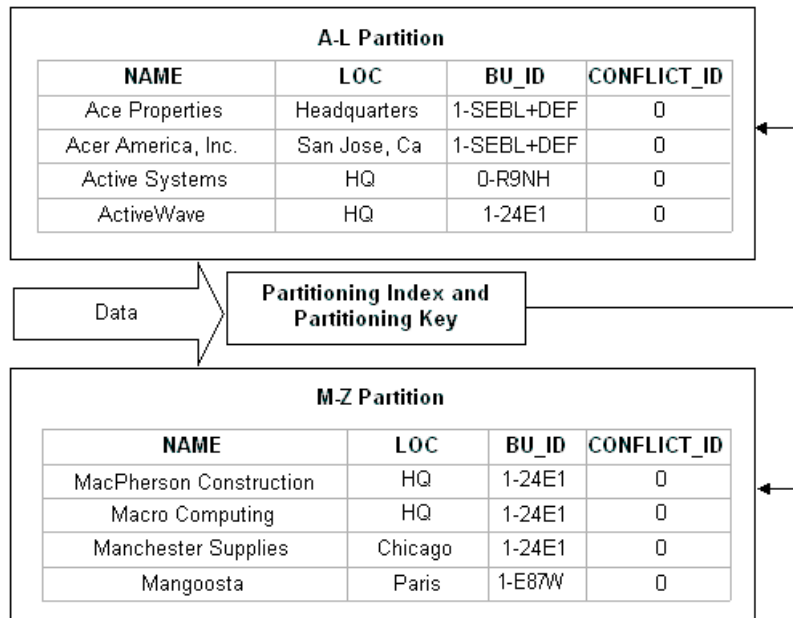 A-L Partition
NAME LOC BU_ID CONFLICT_ID
Ace Properties Headquarters 1-SEBL+DEF 0
Acer America, Inc. San Jose, Ca 1-SEBL+DEF 0
Active Systems HQ 0-R9NH 0
ActiveWave HQ 1-24E1 0
Data
Partitioning Index and
Partitioning Key
M-Z Partition
NAME LOC BU_ID CONFLICT_ID
MacPherson Construction HQ 1-24E1 0
Macro Computing HQ 1-24E1 0
Manchester Supplies Chicago 1-24E1 0
Mangoosta Paris 1-E87W 0